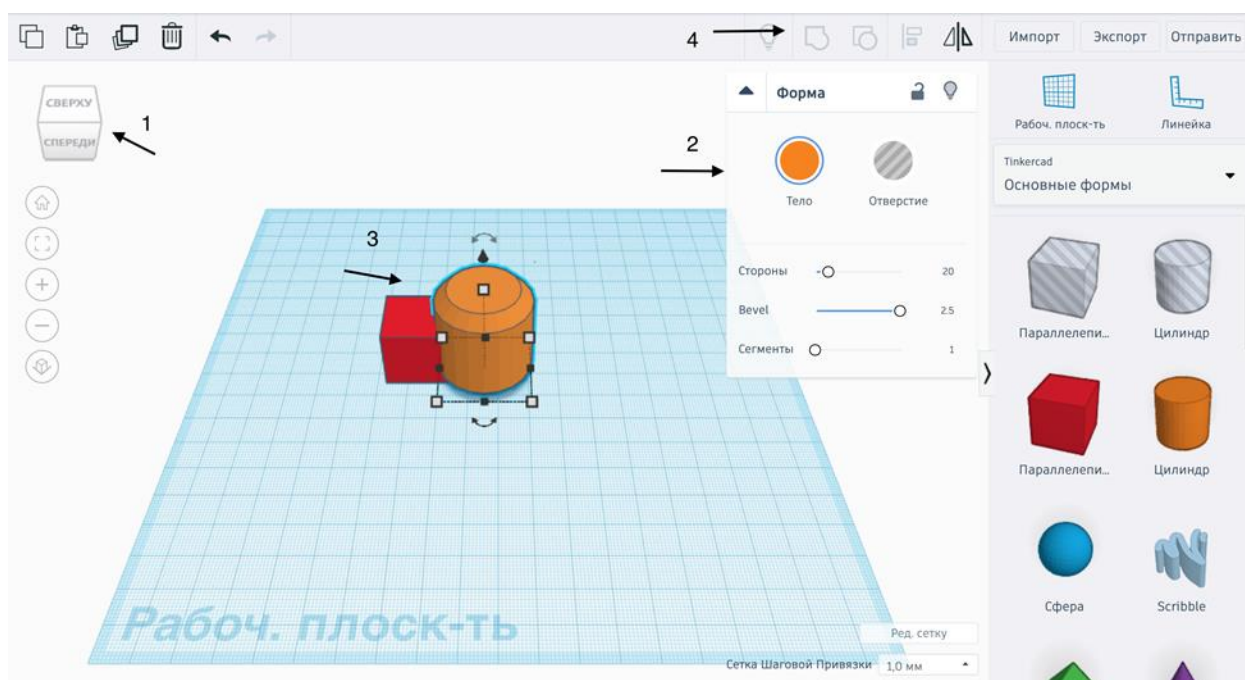 4
Импорт
Экспорт
Отправить
СВЕРХУ
СПЕРЕДИ
1
Форма
2
Тело
Отверстие
3
Стороны 20
Bevel 2.5
Сегменты 1
Рабоч. плоск-ть
Линейка
Tinkercad
Основные формы
Параллелепи...
Цилиндр
Параллелепи...
Цилиндр
Сфера
Scribble
Рабоч. плоск-ть
Ред. сетку
Сетка Шаговой Привязки 1,0 мм